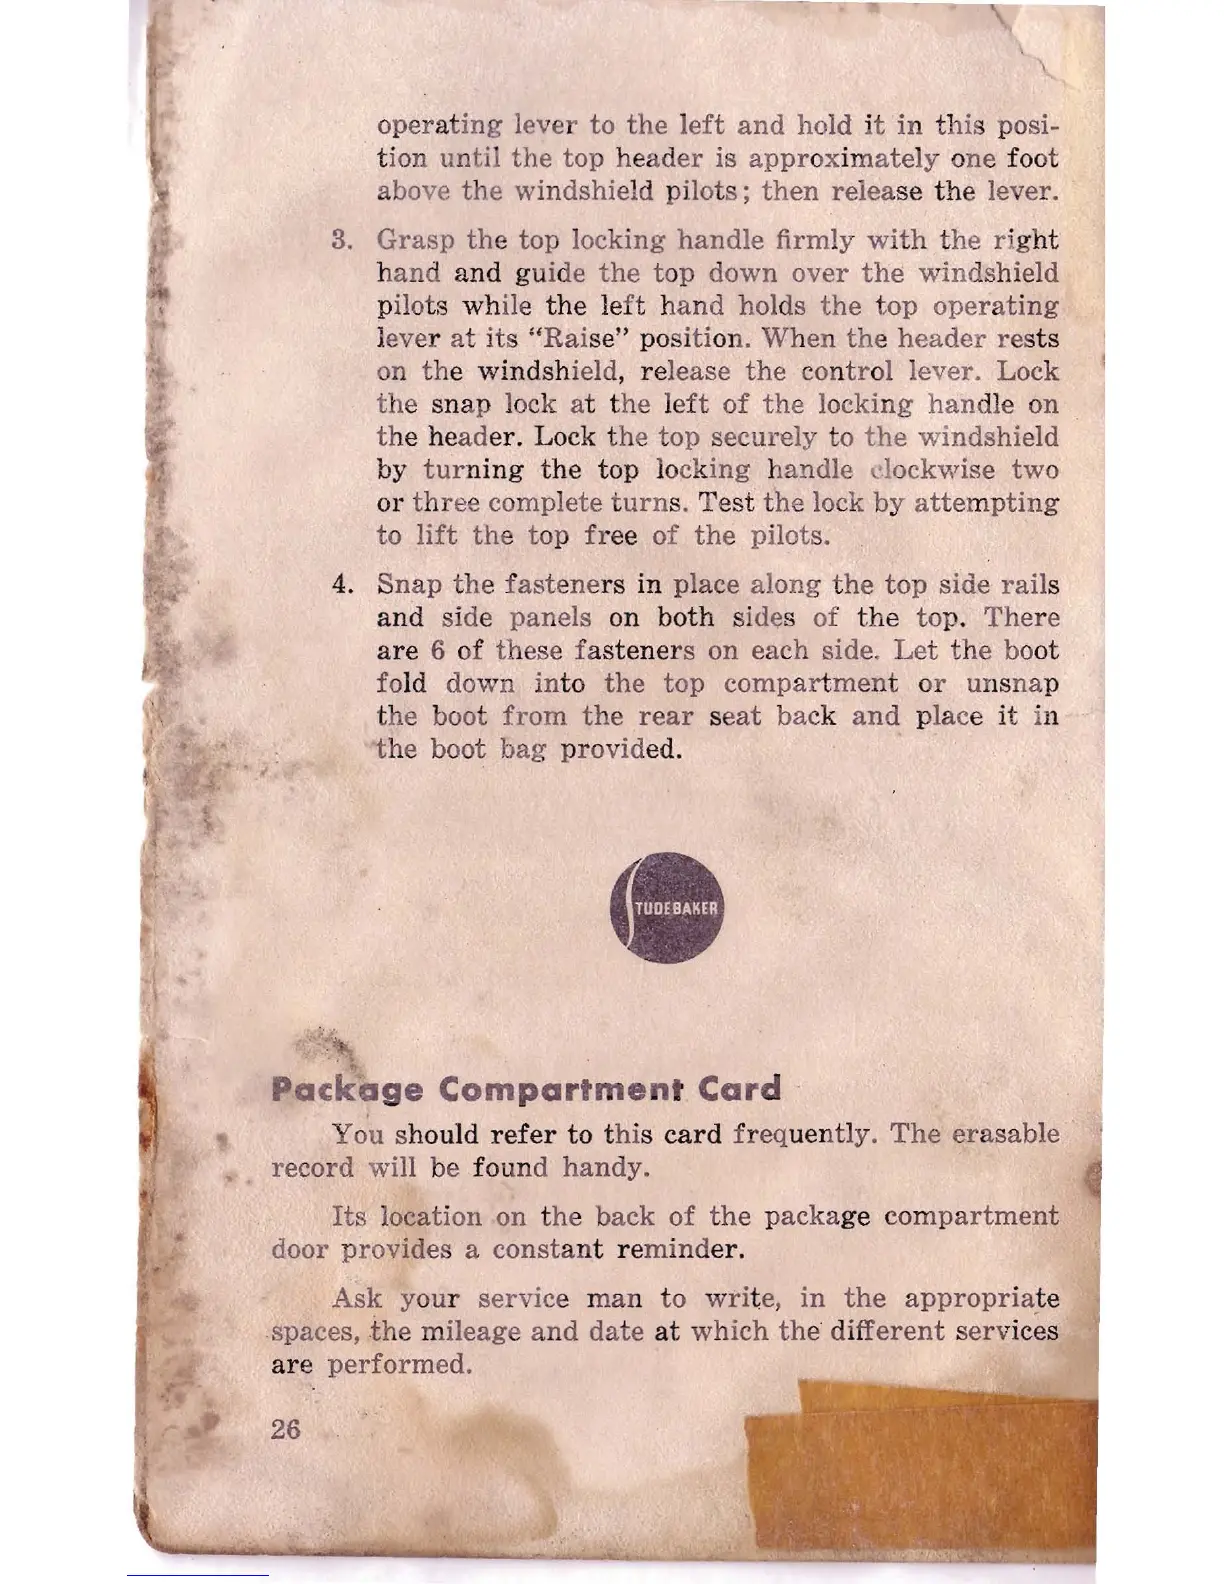 operating lever to the left and hold it in this posi-
tion until the top header is approximately one foot
above the windshield pilots; then release the lever.
3. Grasp the top locking handle firmly with the right
hand and guide the top down over the windshield
pilots while the left hand holds the top operating
lever at its “Raise” position. When the header rests
on the windshield, release the control lever. Lock
the snap lock at the left of the locking handle on
the header. Lock the top securely to the windshield
by turning the top locking handle clockwise two
or three complete turns. Test the lock by attempting
to lift the top free of the pilots.
4. Snap the fasteners in place along the top side rails
and side panels on both sides of the top. There
are 6 of these fasteners on each side. Let the boot
fold down into the top compartment or unsnap
the boot from the rear seat back and place it in
the boot bag provided.
STUDEBAKER
Package Compartment Card
You should refer to this card frequently. The erasable
record will be found handy.
Its location on the back of the package compartment
door provides a constant reminder.
Ask your service man to write, in the appropriate
spaces, the mileage and date at which the different services
are performed.
26